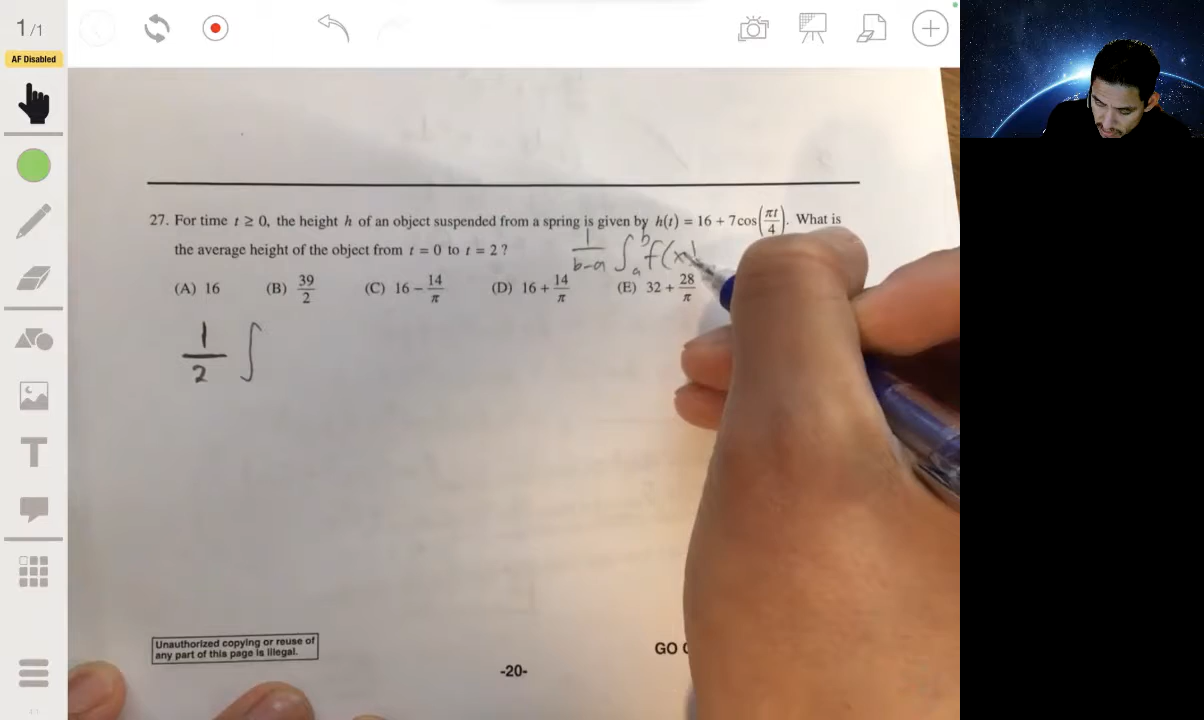 1/1
AF Disabled
27. For time t ≥ 0, the height h of an object suspended from a spring is given by h(t) = 16 + 7cos(πt/4). What is
the average height of the object from t = 0 to t = 2 ?
1/(b-a) ∫_a^b f(x)
(A) 16 (B) 39/2 (C) 16 − 14/π (D) 16 + 14/π (E) 32 + 28/π
1/2 ∫
T
Unauthorized copying or reuse of
any part of this page is illegal.
GO
-20-